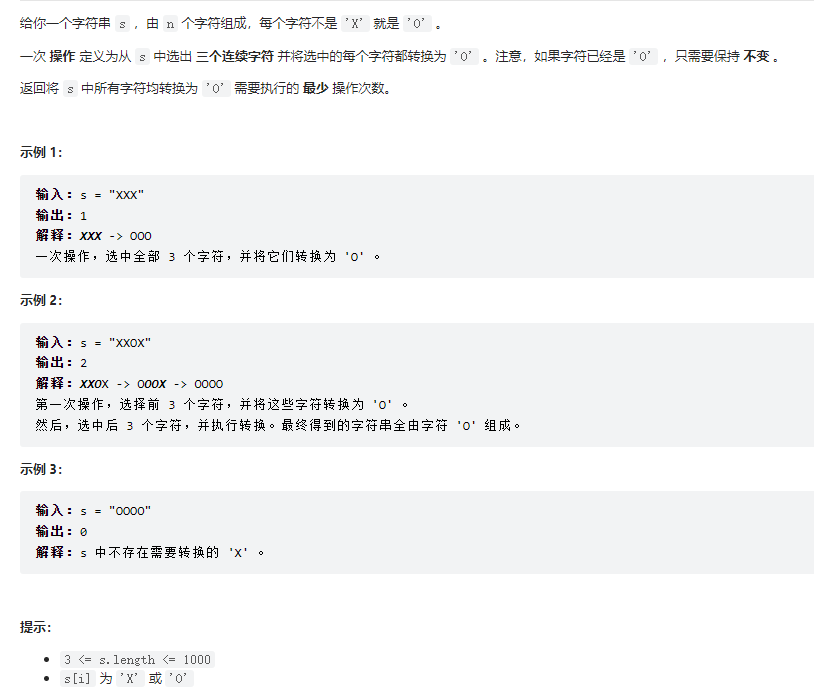 给你一个字符串 s ，由 n 个字符组成，每个字符不是 'X' 就是 'O' 。
一次 操作 定义为从 s 中选出 三个连续字符 并将选中的每个字符都转换为 'O' 。注意，如果字符已经是 'O' ，只需要保持 不变 。
返回将 s 中所有字符均转换为 'O' 需要执行的 最少 操作次数。
示例 1：
输入：s = "XXX"
输出：1
解释：XXX -> OOO
一次操作，选中全部 3 个字符，并将它们转换为 'O' 。
示例 2：
输入：s = "XXOX"
输出：2
解释：XXOX -> OOOX -> OOOO
第一次操作，选择前 3 个字符，并将这些字符转换为 'O' 。
然后，选中后 3 个字符，并执行转换。最终得到的字符串全由字符 'O' 组成。
示例 3：
输入：s = "OOOO"
输出：0
解释：s 中不存在需要转换的 'X' 。
提示：
• 3 <= s.length <= 1000
• s[i] 为 'X' 或 'O'